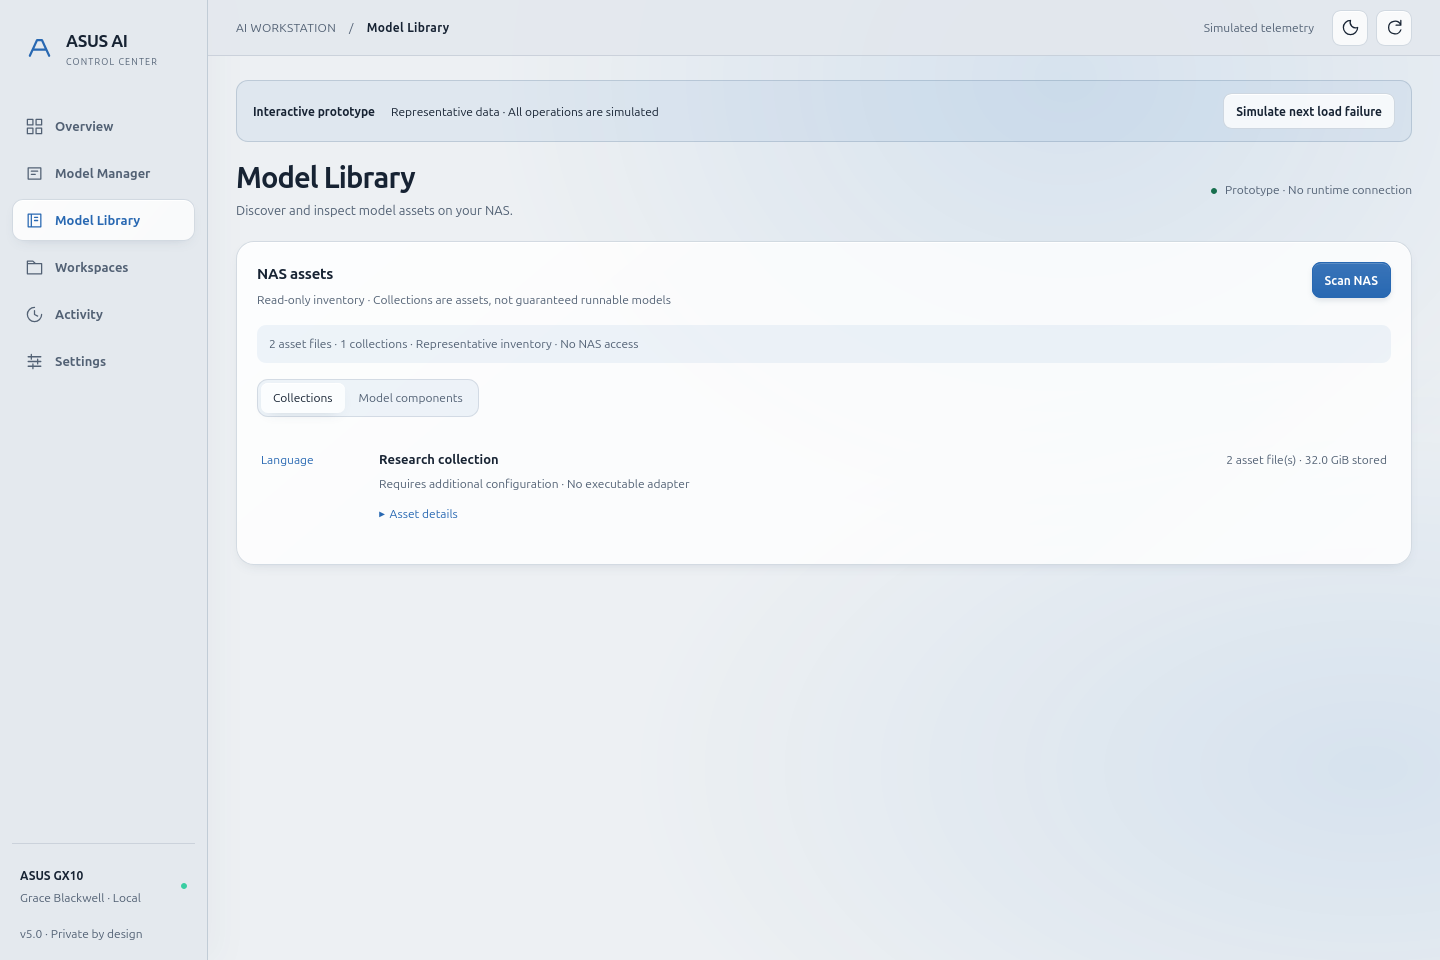 ASUS AI
CONTROL CENTER
Overview
Model Manager
Model Library
Workspaces
Activity
Settings
ASUS GX10
Grace Blackwell · Local
v5.0 · Private by design
AI WORKSTATION / Model Library
Simulated telemetry
Interactive prototype Representative data · All operations are simulated
Simulate next load failure
Model Library
Discover and inspect model assets on your NAS.
Prototype · No runtime connection
NAS assets
Read-only inventory · Collections are assets, not guaranteed runnable models
Scan NAS
2 asset files · 1 collections · Representative inventory · No NAS access
Collections Model components
Language Research collection 2 asset file(s) · 32.0 GiB stored
Requires additional configuration · No executable adapter
▸ Asset details